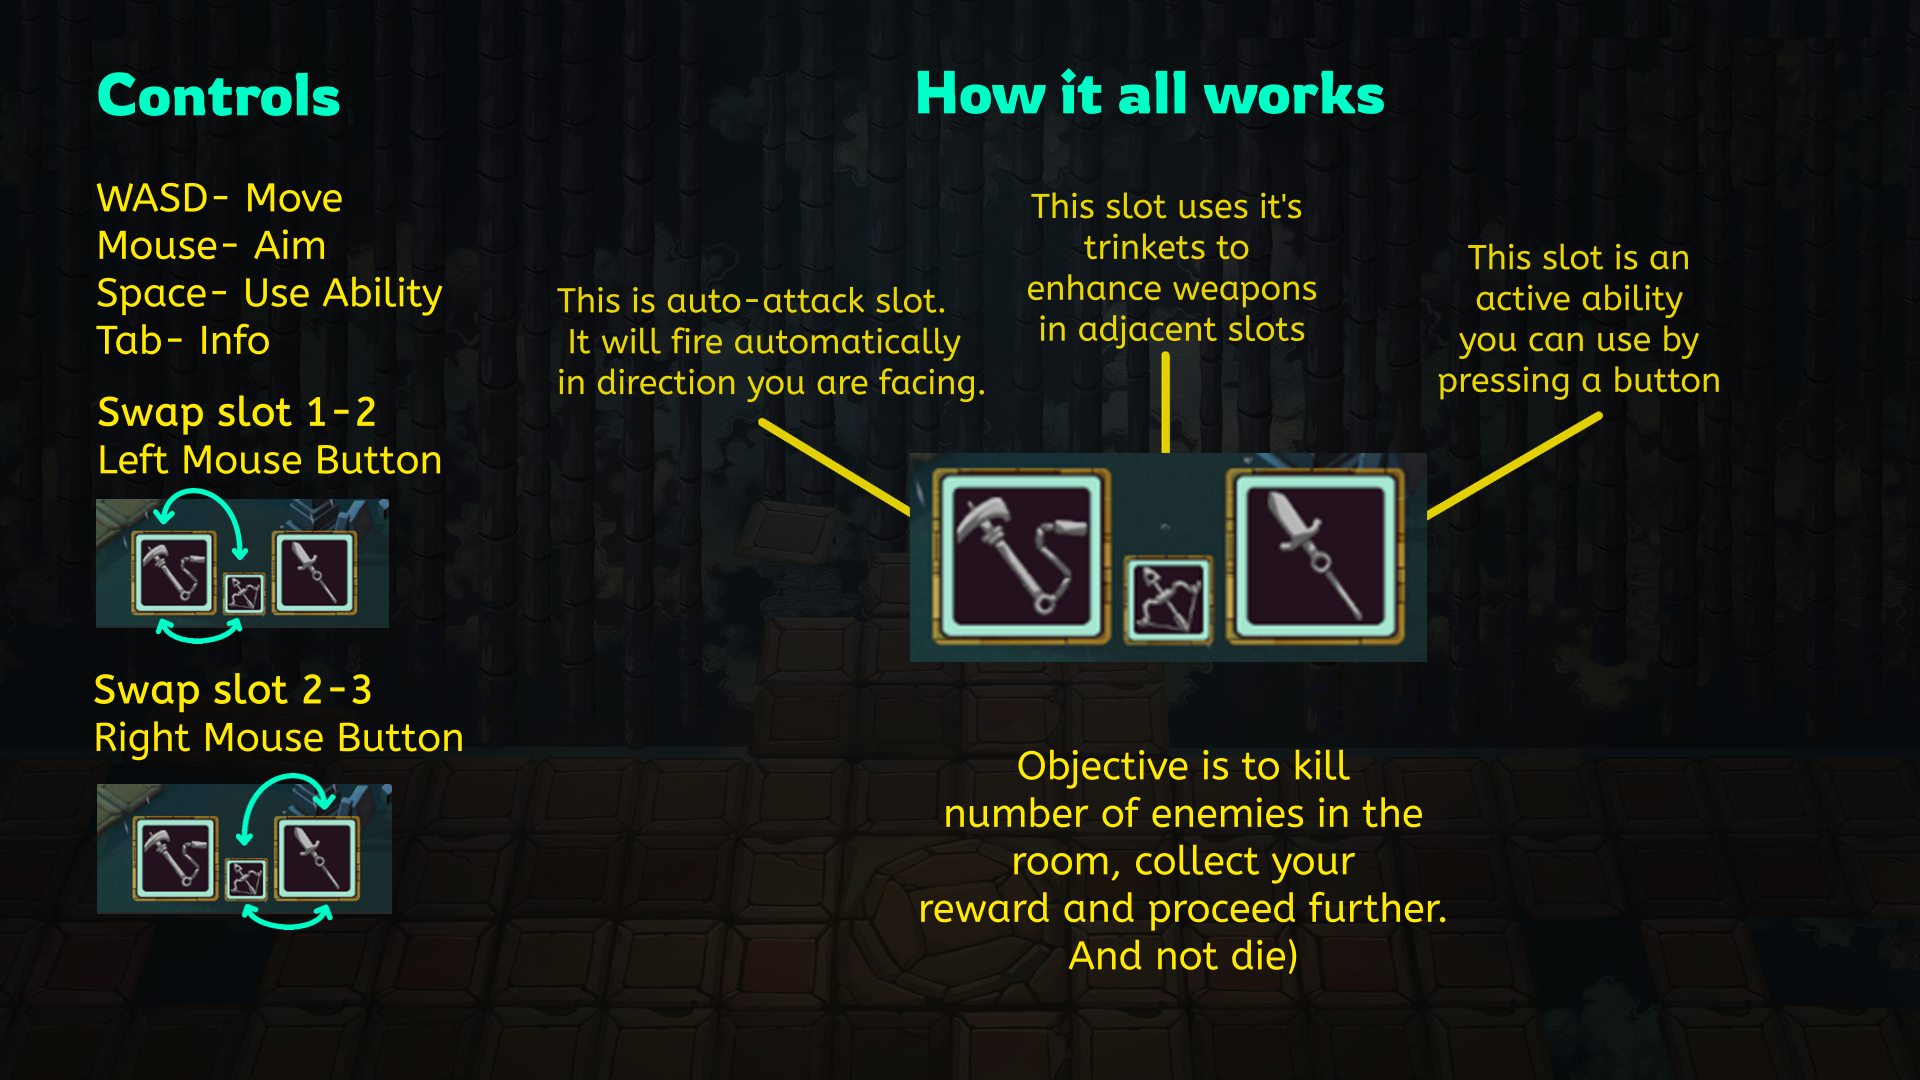 Controls
WASD- Move
Mouse- Aim
Space- Use Ability
Tab- Info
Swap slot 1-2
Left Mouse Button
Swap slot 2-3
Right Mouse Button
How it all works
This is auto-attack slot.
It will fire automatically
in direction you are facing.
This slot uses it's
trinkets to
enhance weapons
in adjacent slots
This slot is an
active ability
you can use by
pressing a button
Objective is to kill
number of enemies in the
room, collect your
reward and proceed further.
And not die)